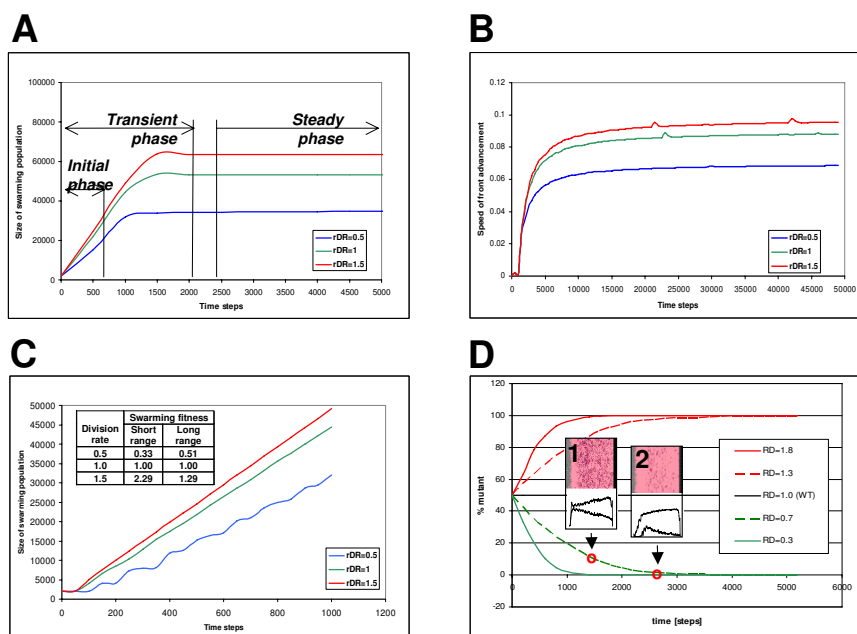 A
Size of swarming population
100000
80000
60000
40000
20000
0
Transient
phase
Steady
phase
Initial
phase
rDR=0.5
rDR=1
rDR=1.5
0 500 1000 1500 2000 2500 3000 3500 4000 4500 5000
Time steps
B
Speed of front advancement
0.12
0.1
0.08
0.06
0.04
0.02
0
rDR=0.5
rDR=1
rDR=1.5
0 5000 10000 15000 20000 25000 30000 35000 40000 45000 50000
Time Steps
C
Size of swarming population
50000
45000
40000
35000
30000
25000
20000
15000
10000
5000
0
Division rate Swarming fitness
Short range Long range
0.5 0.33 0.51
1.0 1.00 1.00
1.5 2.29 1.29
rDR=0.5
rDR=1
rDR=1.5
0 200 400 600 800 1000 1200
Time steps
D
% mutant
120
100
80
60
40
20
0
-20
1
2
RD=1.8
RD=1.3
RD=1.0 (WT)
RD=0.7
RD=0.3
0 1000 2000 3000 4000 5000 6000
time [steps]